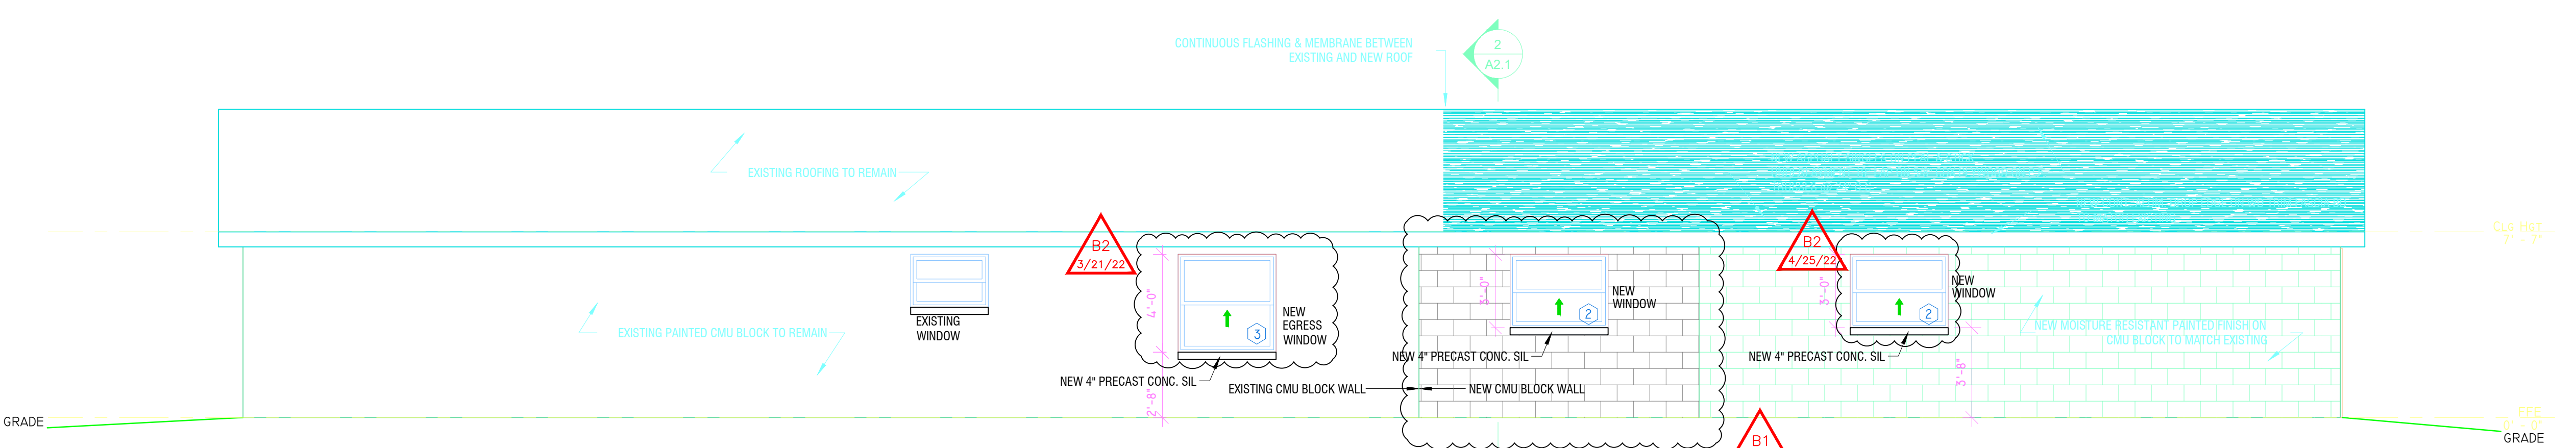 CONTINUOUS FLASHING & MEMBRANE BETWEEN
EXISTING AND NEW ROOF
2
A2.1
EXISTING ROOFING TO REMAIN
B2
3/21/22
B2
4/25/22
CLG HGT
EXISTING PAINTED CMU BLOCK TO REMAIN
EXISTING
WINDOW
4'-0"
3
NEW
EGRESS
WINDOW
NEW 4" PRECAST CONC. SIL
2'-8"
3'-0"
2
NEW
WINDOW
NEW 4" PRECAST CONC. SIL
EXISTING CMU BLOCK WALL
NEW CMU BLOCK WALL
3'-0"
2
NEW
WINDOW
NEW 4" PRECAST CONC. SIL
3'-8"
NEW MOISTURE RESISTANT PAINTED FINISH ON
CMU BLOCK TO MATCH EXISTING
B1
GRADE
FFE
GRADE